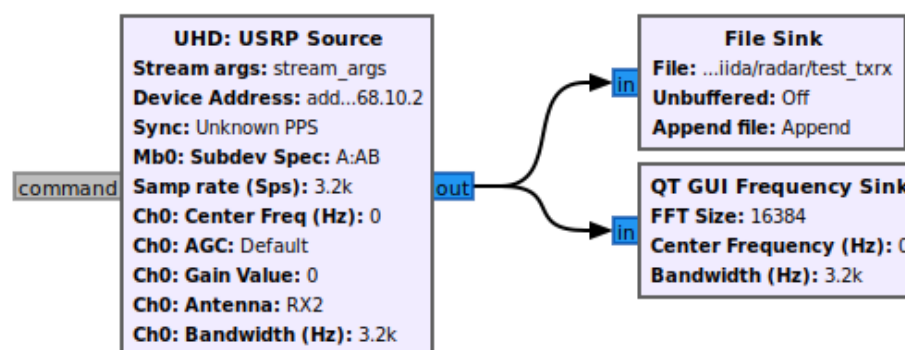 UHD: USRP Source
Stream args: stream_args
Device Address: add...68.10.2
Sync: Unknown PPS
Mb0: Subdev Spec: A:AB
command
Samp rate (Sps): 3.2k
out
Ch0: Center Freq (Hz): 0
Ch0: AGC: Default
Ch0: Gain Value: 0
Ch0: Antenna: RX2
Ch0: Bandwidth (Hz): 3.2k
File Sink
in
File: ...iida/radar/test_txrx
Unbuffered: Off
Append file: Append
QT GUI Frequency Sink
FFT Size: 16384
in
Center Frequency (Hz): 0
Bandwidth (Hz): 3.2k